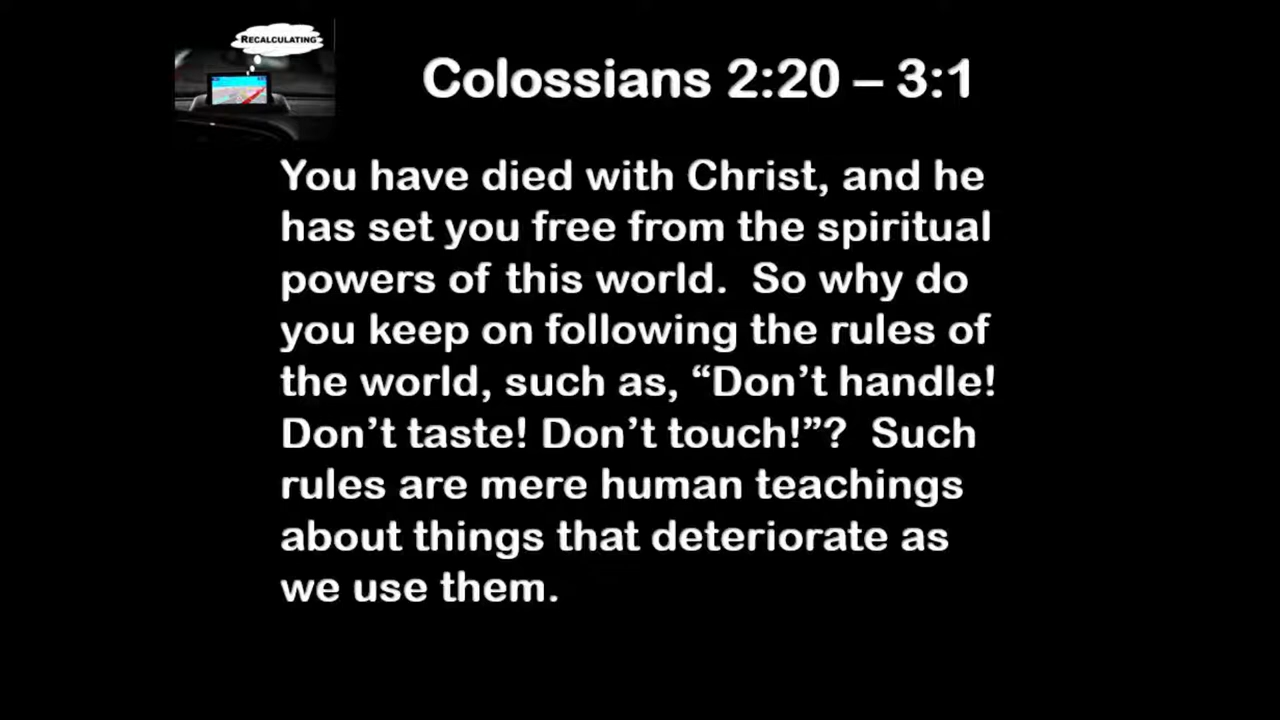 RECALCULATING
Colossians 2:20 – 3:1
You have died with Christ, and he
has set you free from the spiritual
powers of this world.  So why do
you keep on following the rules of
the world, such as, “Don’t handle!
Don’t taste! Don’t touch!”?  Such
rules are mere human teachings
about things that deteriorate as
we use them.